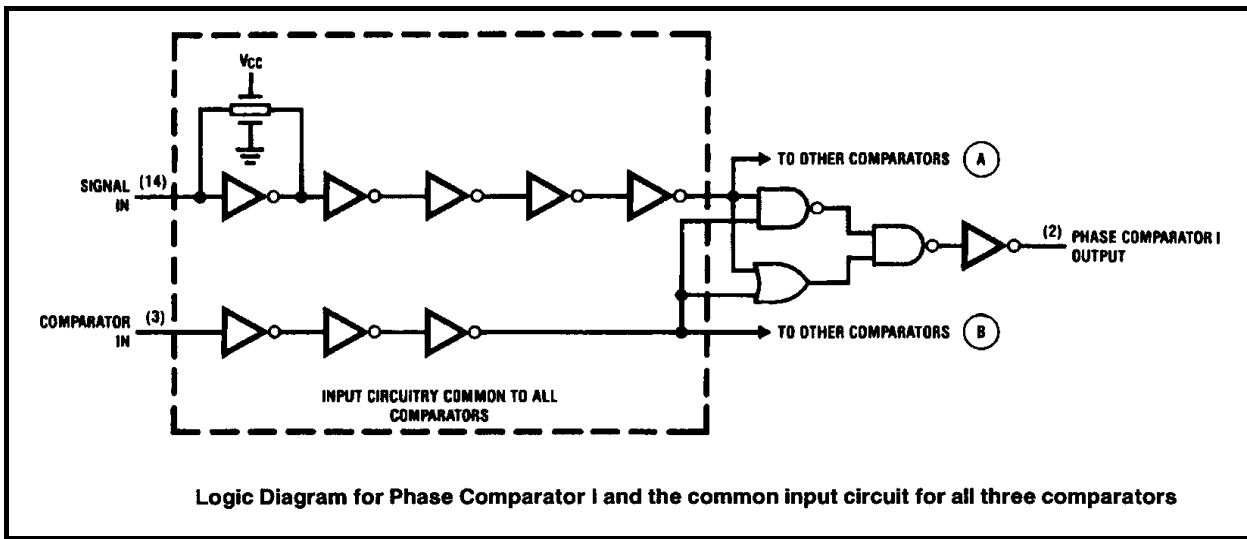 VCC
TO OTHER COMPARATORS A
SIGNAL (14)
IN
(2) PHASE COMPARATOR I
OUTPUT
COMPARATOR (3)
IN
TO OTHER COMPARATORS B
INPUT CIRCUITRY COMMON TO ALL
COMPARATORS
Logic Diagram for Phase Comparator I and the common input circuit for all three comparators